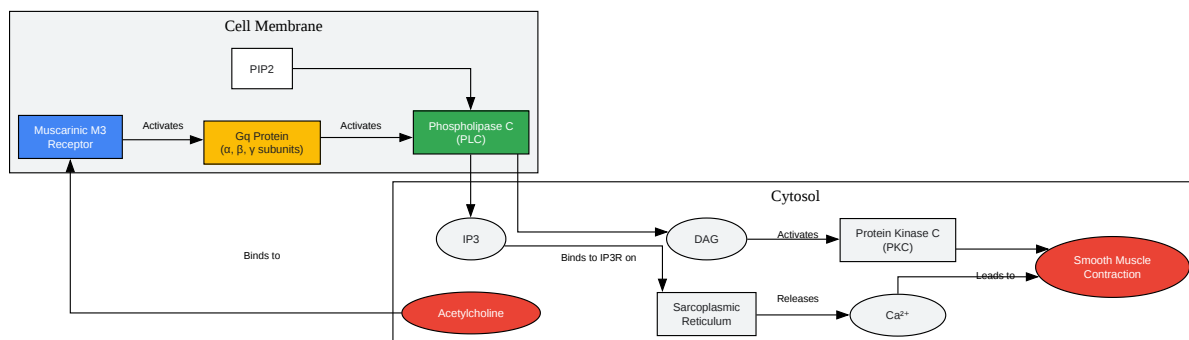 Cell Membrane
PIP2
Muscarinic M3
Receptor
Activates
Gq Protein
(α, β, γ subunits)
Activates
Phospholipase C
(PLC)
Cytosol
IP3
Binds to IP3R on
DAG
Activates
Protein Kinase C
(PKC)
Smooth Muscle
Contraction
Binds to
Leads to
Acetylcholine
Sarcoplasmic
Reticulum
Releases
Ca²⁺